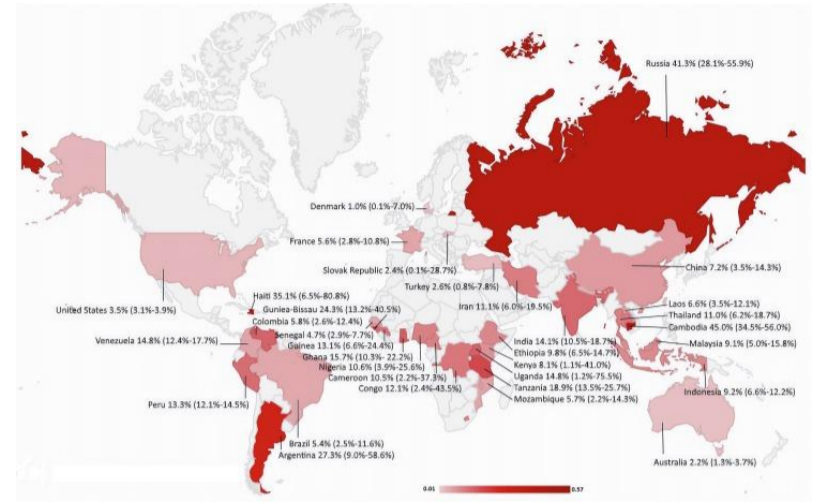 Russia 41.3% (28.1%-55.9%)
Denmark 1.0% (0.1%-7.0%)
France 5.6% (2.8%-10.8%)
China 7.2% (3.5%-14.3%)
Slovak Republic 2.4% (0.1%-28.7%)
Turkey 2.6% (0.8%-7.8%)
Haiti 35.1% (6.5%-80.8%)
Iran 11.1% (6.0%-19.5%)
Laos 6.6% (3.5%-12.1%)
United States 3.5% (3.1%-3.9%)
Guniea-Bissau 24.3% (13.2%-40.5%)
Thailand 11.0% (6.2%-18.7%)
Colombia 5.8% (2.6%-12.4%)
Cambodia 45.0% (34.5%-56.0%)
Senegal 4.7% (2.9%-7.7%)
Venezuela 14.8% (12.4%-17.7%)
India 14.1% (10.5%-18.7%)
Malaysia 9.1% (5.0%-15.8%)
Guinea 13.1% (6.6%-24.4%)
Ethiopia 9.8% (6.5%-14.7%)
Ghana 15.7% (10.3%- 22.2%)
Kenya 8.1% (1.1%-41.0%)
Nigeria 10.6% (3.9%-25.6%)
Uganda 14.8% (1.2%-75.5%)
Cameroon 10.5% (2.2%-37.3%)
Tanzania 18.9% (13.5%-25.7%)
Congo 12.1% (2.4%-43.5%)
Indonesia 9.2% (6.6%-12.2%)
Mozambique 5.7% (2.2%-14.3%)
Peru 13.3% (12.1%-14.5%)
Brazil 5.4% (2.5%-11.6%)
Argentina 27.3% (9.0%-58.6%)
Australia 2.2% (1.3%-3.7%)
0.01
0.57